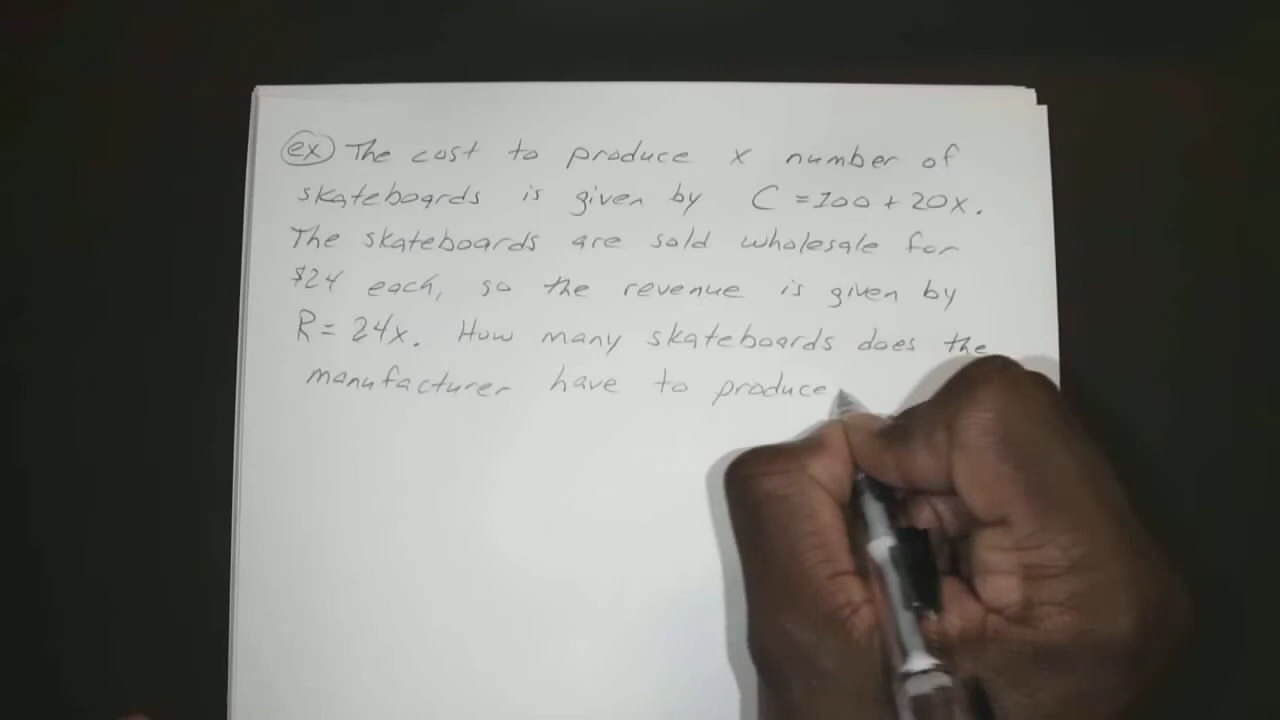 ex The cost to produce x number of
skateboards is given by C = 100 + 20x.
The skateboards are sold wholesale for
$24 each, so the revenue is given by
R = 24x. How many skateboards does the
manufacturer have to produce